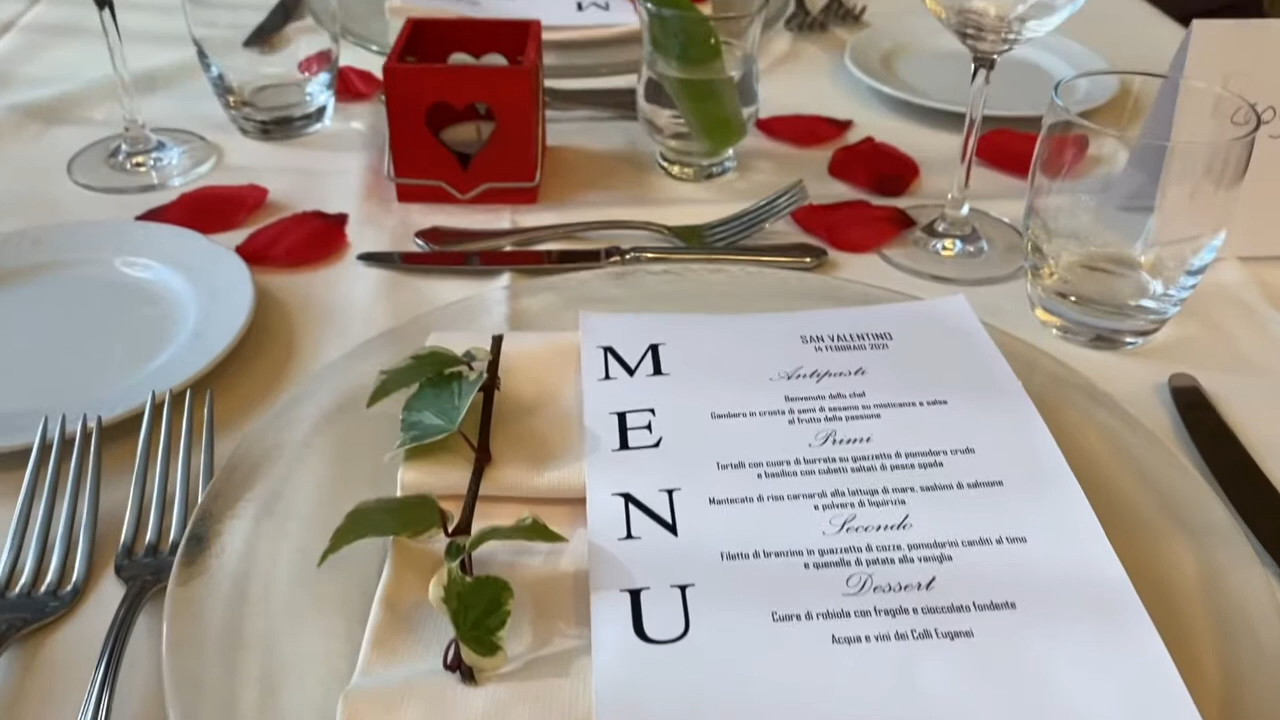 MENU
SAN VALENTINO
14 FEBBRAIO 2021
Antipasti
Benvenuto dello chef
Gambero in crosta di semi di sesamo su misticanze e salsa
al frutto della passione
Primi
Tortelli con cuore di burrata su guazzetto di pomodoro crudo
e basilico con cubetti saltati di pesce spada
Mantecato di riso carnaroli alla lattuga di mare, sashimi di salmone
e polvere di liquirizia
Secondo
Filetto di branzino in guazzetto di cozze, pomodorini canditi al timo
e quenelle di patate alla vaniglia
Dessert
Cuore di robiola con fragole e cioccolato fondente
Acqua e vini dei Colli Euganei